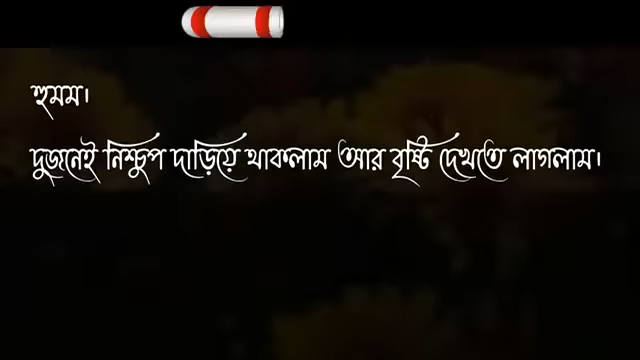 হুমম।
দুজনেই নিশ্চুপ দাড়িয়ে থাকলাম আর বৃষ্টি দেখতে লাগলাম।